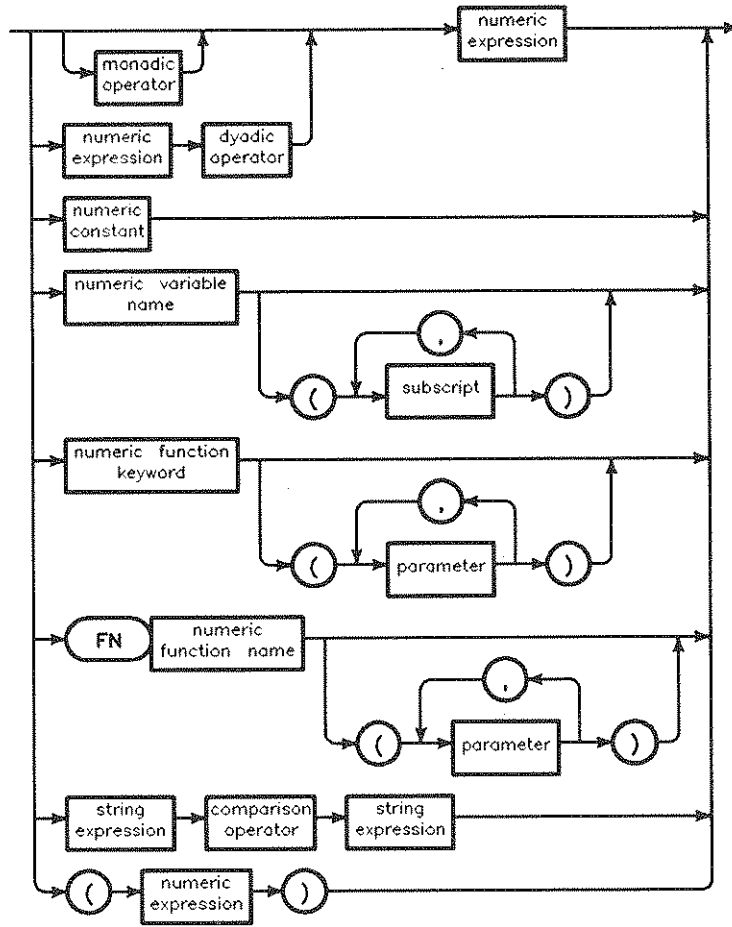 numeric
expression
monadic
operator
numeric
expression
dyadic
operator
numeric
constant
numeric variable
name
,
(
subscript
)
numeric function
keyword
,
(
parameter
)
FN
numeric
function name
,
(
parameter
)
string
expression
comparison
operator
string
expression
(
numeric
expression
)